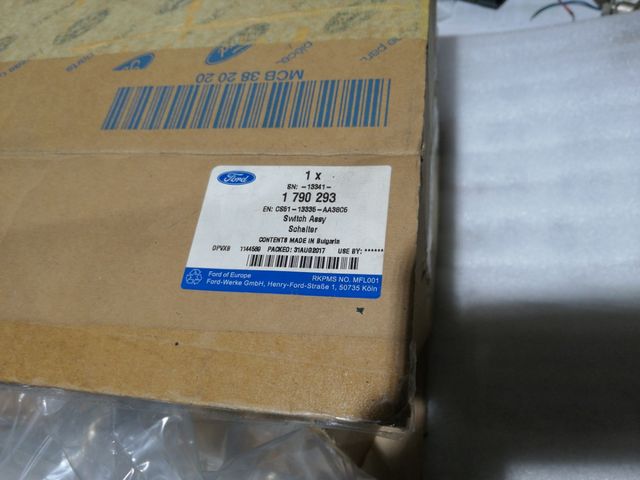 MCB 38 20 20
Ford
1 x
SN: -13341-
1 790 293
EN: CS51-13335-AA38C5
Switch Assy
Schalter
CONTENTS MADE IN Bulgaria
1144589 PACKED: 31AUG2017 USE BY: ******
Ford of Europe
RKPMS NO. MFL001
Ford-Werke GmbH, Henry-Ford-Straße 1, 50735 Köln